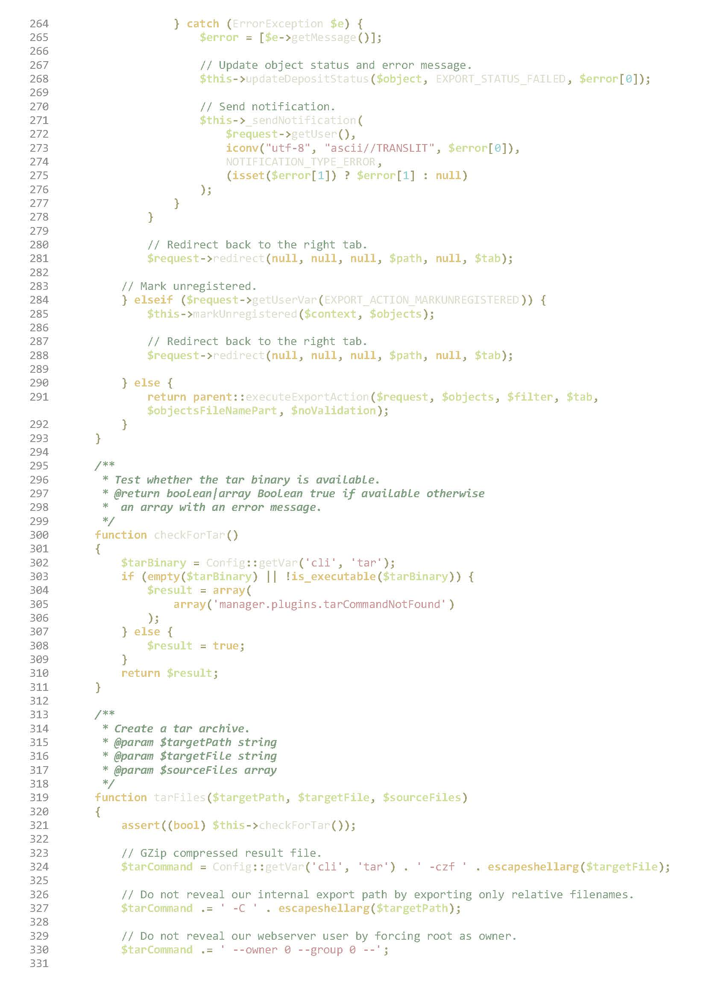 264 } catch (ErrorException $e) {
265 $error = [$e->getMessage()];
266
267 // Update object status and error message.
268 $this->updateDepositStatus($object, EXPORT_STATUS_FAILED, $error[0]);
269
270 // Send notification.
271 $this->_sendNotification(
272 $request->getUser(),
273 iconv("utf-8", "ascii//TRANSLIT", $error[0]),
274 NOTIFICATION_TYPE_ERROR,
275 (isset($error[1]) ? $error[1] : null)
276 );
277 }
278 }
279
280 // Redirect back to the right tab.
281 $request->redirect(null, null, null, $path, null, $tab);
282
283 // Mark unregistered.
284 } elseif ($request->getUserVar(EXPORT_ACTION_MARKUNREGISTERED)) {
285 $this->markUnregistered($context, $objects);
286
287 // Redirect back to the right tab.
288 $request->redirect(null, null, null, $path, null, $tab);
289
290 } else {
291 return parent::executeExportAction($request, $objects, $filter, $tab,
$objectsFileNamePart, $noValidation);
292 }
293 }
294
295 /**
296 * Test whether the tar binary is available.
297 * @return boolean|array Boolean true if available otherwise
298 * an array with an error message.
299 */
300 function checkForTar()
301 {
302 $tarBinary = Config::getVar('cli', 'tar');
303 if (empty($tarBinary) || !is_executable($tarBinary)) {
304 $result = array(
305 array('manager.plugins.tarCommandNotFound')
306 );
307 } else {
308 $result = true;
309 }
310 return $result;
311 }
312
313 /**
314 * Create a tar archive.
315 * @param $targetPath string
316 * @param $targetFile string
317 * @param $sourceFiles array
318 */
319 function tarFiles($targetPath, $targetFile, $sourceFiles)
320 {
321 assert((bool) $this->checkForTar());
322
323 // GZip compressed result file.
324 $tarCommand = Config::getVar('cli', 'tar') . ' -czf ' . escapeshellarg($targetFile);
325
326 // Do not reveal our internal export path by exporting only relative filenames.
327 $tarCommand .= ' -C ' . escapeshellarg($targetPath);
328
329 // Do not reveal our webserver user by forcing root as owner.
330 $tarCommand .= ' --owner 0 --group 0 --';
331